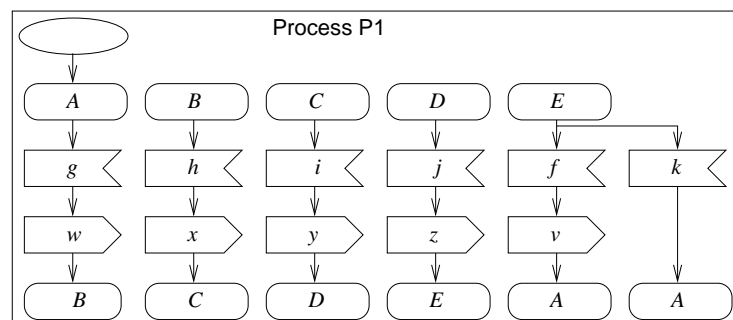 Process P1
A B C D E
g h i j f k
w x y z v
B C D E A A